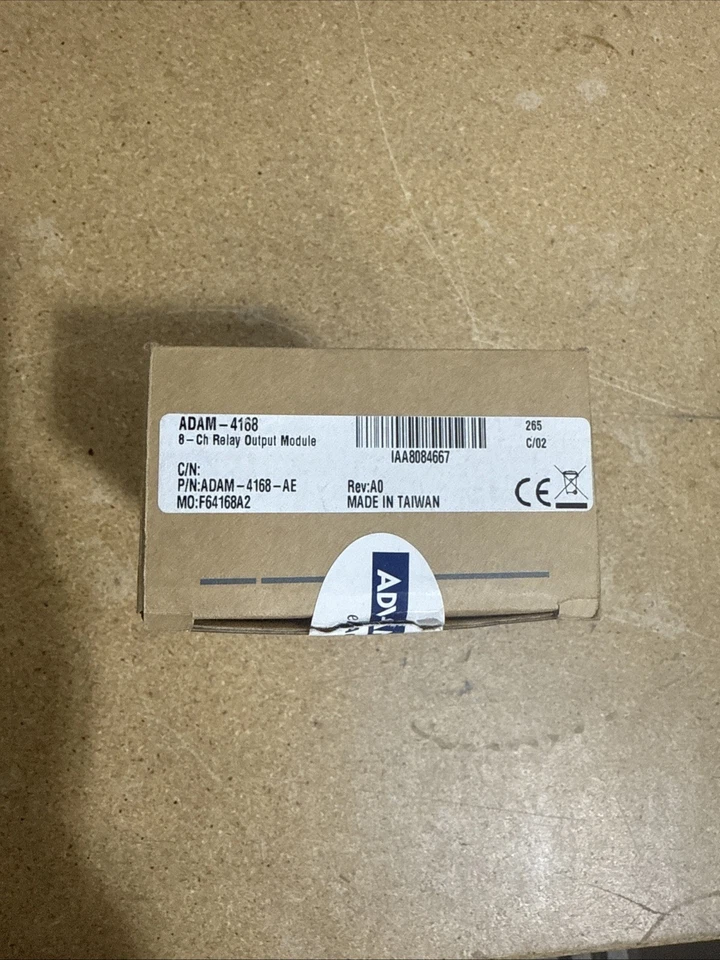 ADAM-4168
8-Ch Relay Output Module
IAA8084667
265
C/02
C/N:
P/N:ADAM-4168-AE
MO:F64168A2
Rev:A0
MADE IN TAIWAN
CE